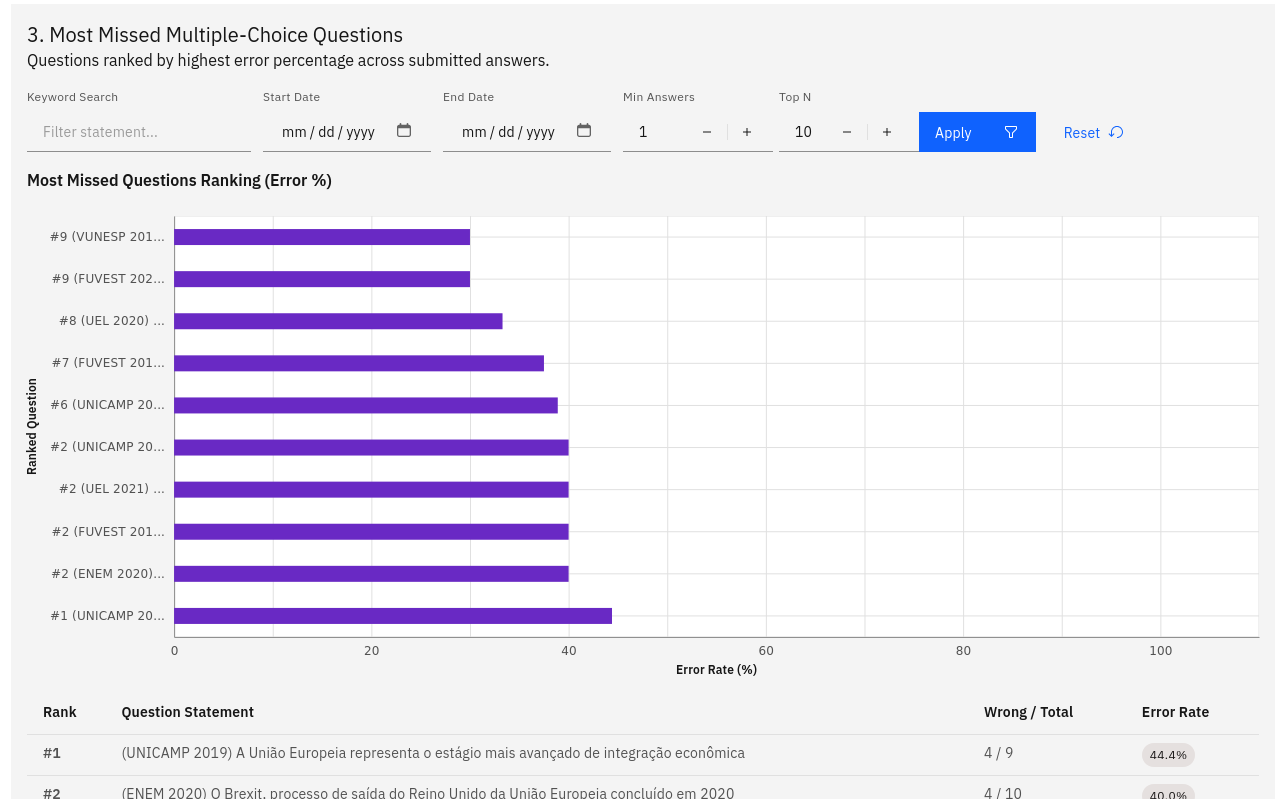 3. Most Missed Multiple-Choice Questions
Questions ranked by highest error percentage across submitted answers.
Keyword Search
Start Date
End Date
Min Answers
Top N
Filter statement...
mm / dd / yyyy
mm / dd / yyyy
1
10
Apply
Reset
Most Missed Questions Ranking (Error %)
Ranked Question
#9 (VUNESP 201...
#9 (FUVEST 202...
#8 (UEL 2020) ...
#7 (FUVEST 201...
#6 (UNICAMP 20...
#2 (UNICAMP 20...
#2 (UEL 2021) ...
#2 (FUVEST 201...
#2 (ENEM 2020)...
#1 (UNICAMP 20...
0 20 40 60 80 100
Error Rate (%)
Rank Question Statement Wrong / Total Error Rate
#1 (UNICAMP 2019) A União Europeia representa o estágio mais avançado de integração econômica 4 / 9 44.4%
#2 (ENEM 2020) O Brexit, processo de saída do Reino Unido da União Europeia concluído em 2020 4 / 10 40.0%